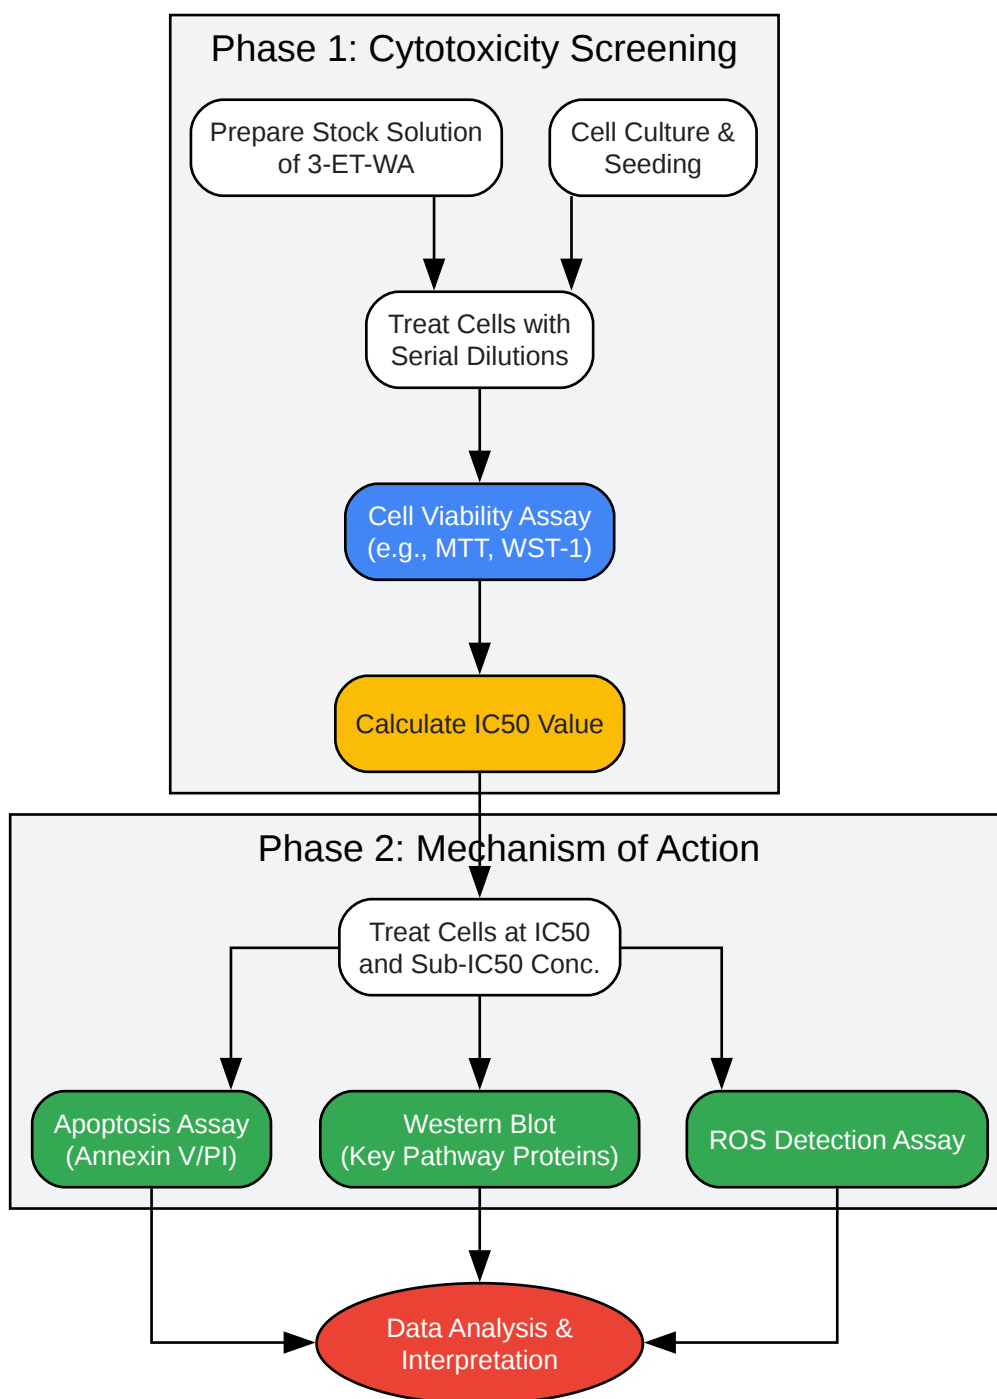 Phase 1: Cytotoxicity Screening
Prepare Stock Solution
of 3-ET-WA
Cell Culture &
Seeding
Treat Cells with
Serial Dilutions
Cell Viability Assay
(e.g., MTT, WST-1)
Calculate IC50 Value
Phase 2: Mechanism of Action
Treat Cells at IC50
and Sub-IC50 Conc.
Apoptosis Assay
(Annexin V/PI)
Western Blot
(Key Pathway Proteins)
ROS Detection Assay
Data Analysis &
Interpretation